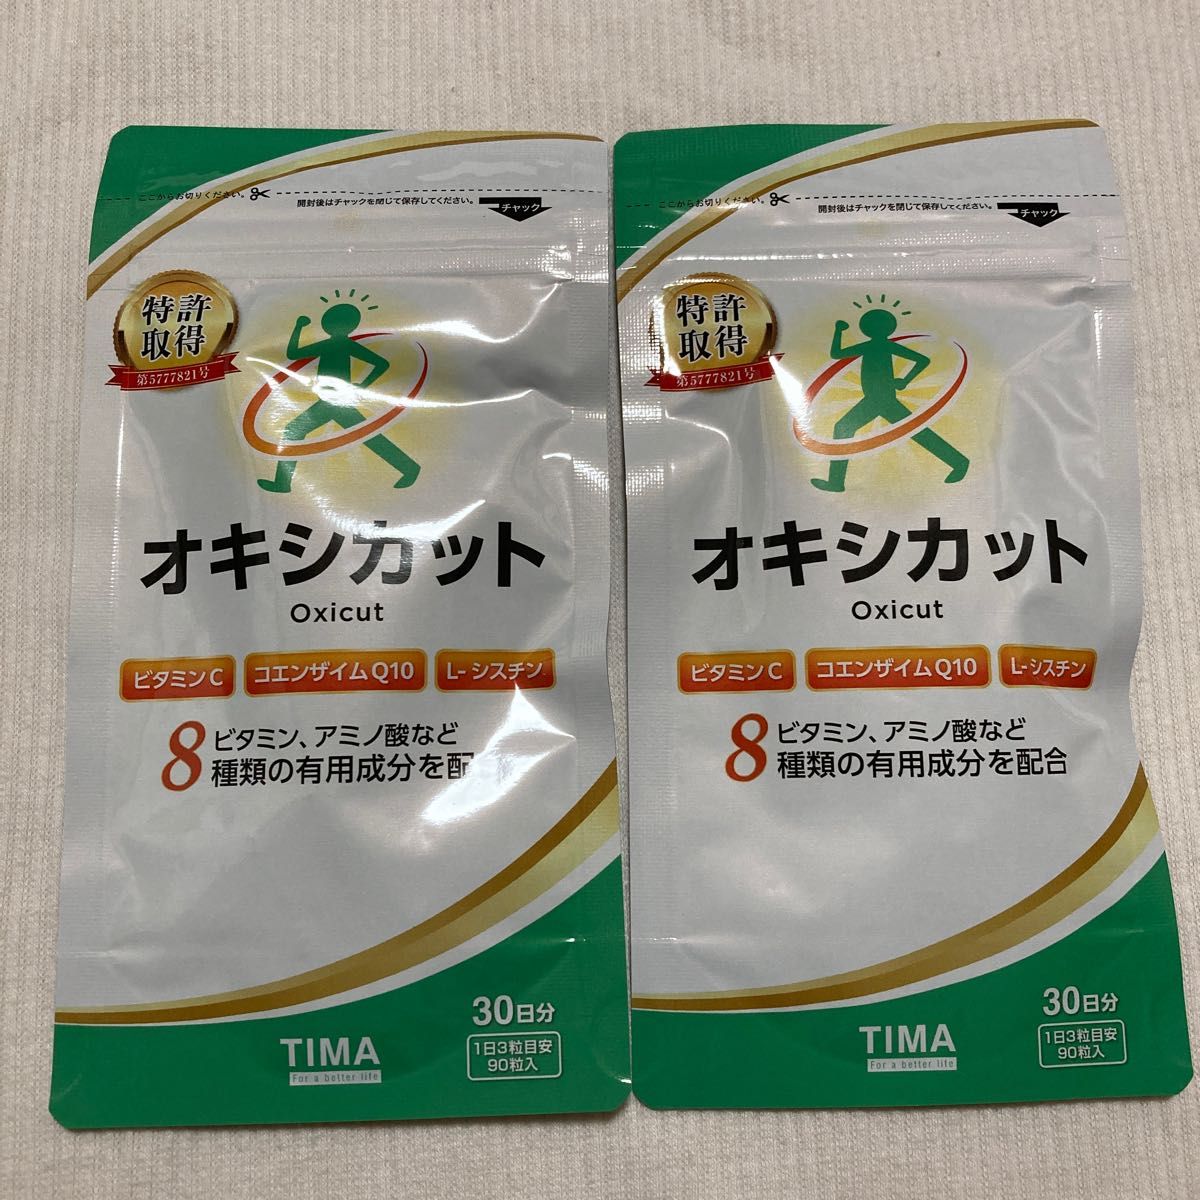 ここからお切りください。
開封後はチャックを閉じて保存してください。
チャック
特許
取得
第5777821号
オキシカット
Oxicut
ビタミンC
コエンザイムQ10
L-シスチン
8 ビタミン、アミノ酸など
種類の有用成分を配
30日分
1日3粒目安
90粒入
TIMA
For a better life
ここからお切りください。
開封後はチャックを閉じて保存してください。
チャック
特許
取得
第5777821号
オキシカット
Oxicut
ビタミンC
コエンザイムQ10
L-シスチン
8 ビタミン、アミノ酸など
種類の有用成分を配合
30日分
1日3粒目安
90粒入
TIMA
For a better life